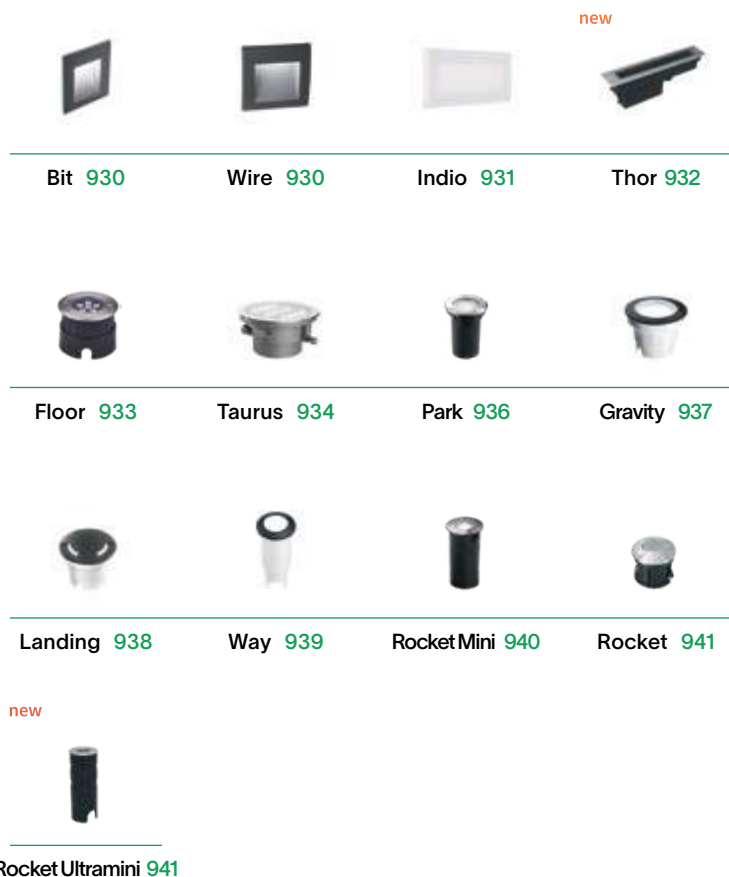 new
Bit 930 Wire 930 Indio 931 Thor 932
Floor 933 Taurus 934 Park 936 Gravity 937
Landing 938 Way 939 Rocket Mini 940 Rocket 941
new
Rocket Ultramini 941